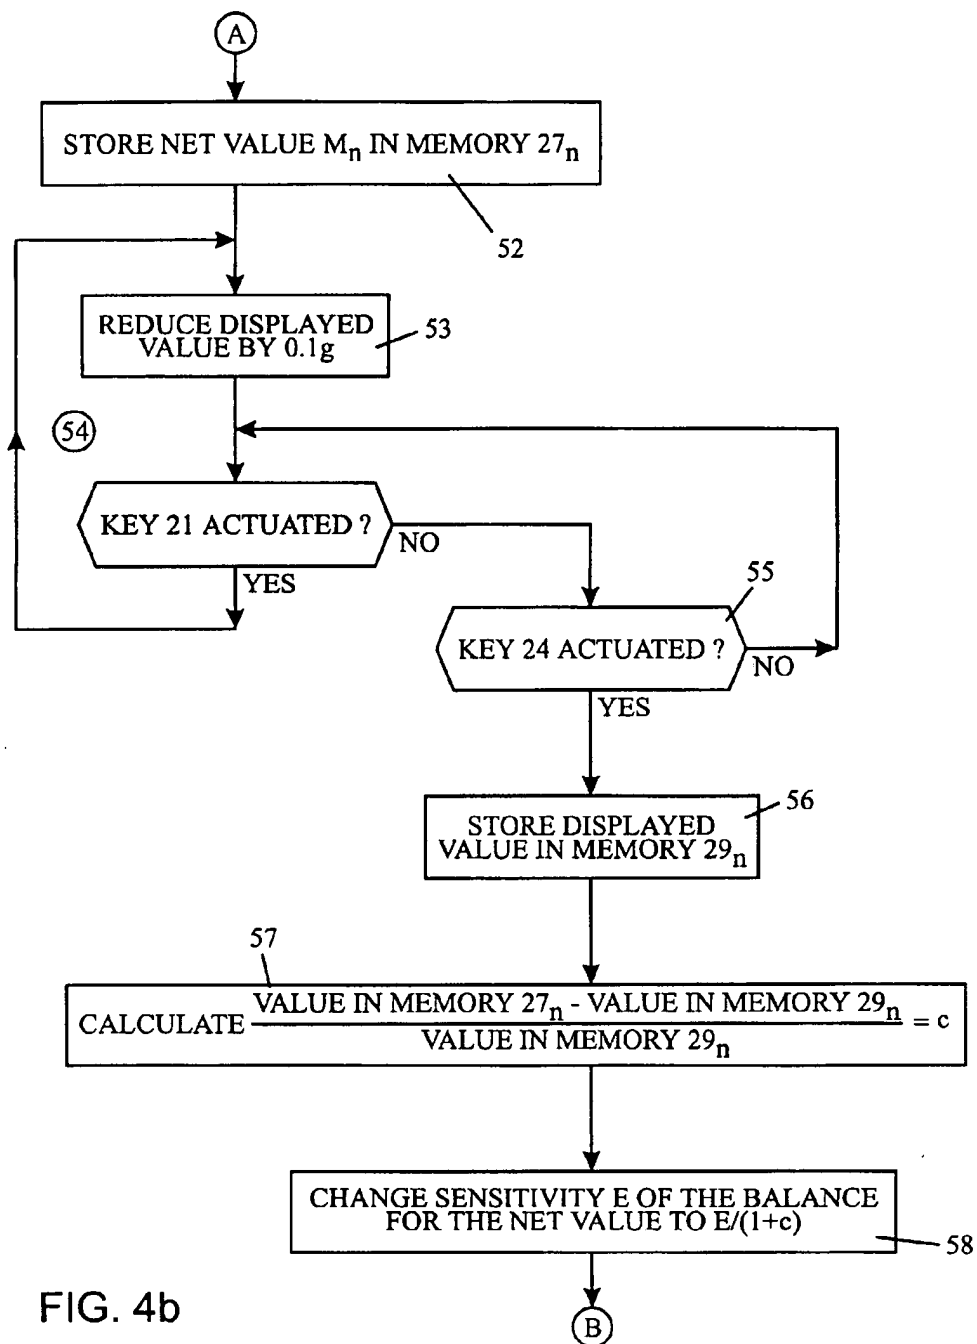 A
STORE NET VALUE Mn IN MEMORY 27n
52
REDUCE DISPLAYED
VALUE BY 0.1g
53
54
KEY 21 ACTUATED ?
NO
YES
55
KEY 24 ACTUATED ?
NO
YES
56
STORE DISPLAYED
VALUE IN MEMORY 29n
57
VALUE IN MEMORY 27n - VALUE IN MEMORY 29n
CALCULATE = c
VALUE IN MEMORY 29n
CHANGE SENSITIVITY E OF THE BALANCE
FOR THE NET VALUE TO E/(1+c)
58
FIG. 4b
B